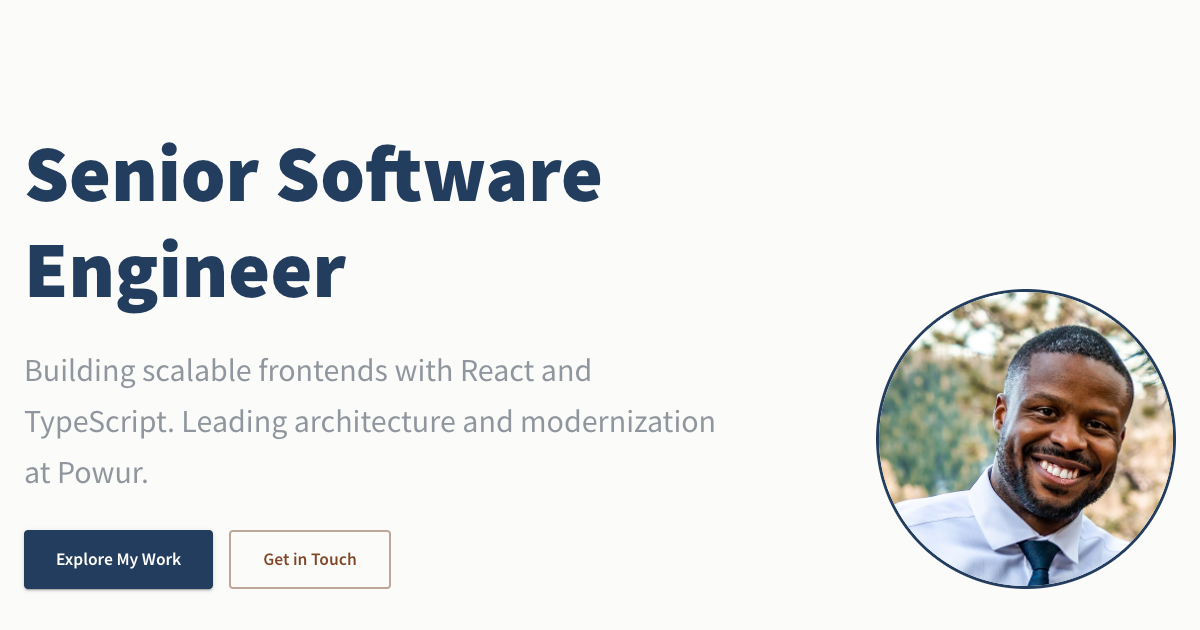 Senior Software
Engineer
Building scalable frontends with React and
TypeScript. Leading architecture and modernization
at Powur.
Explore My Work
Get in Touch